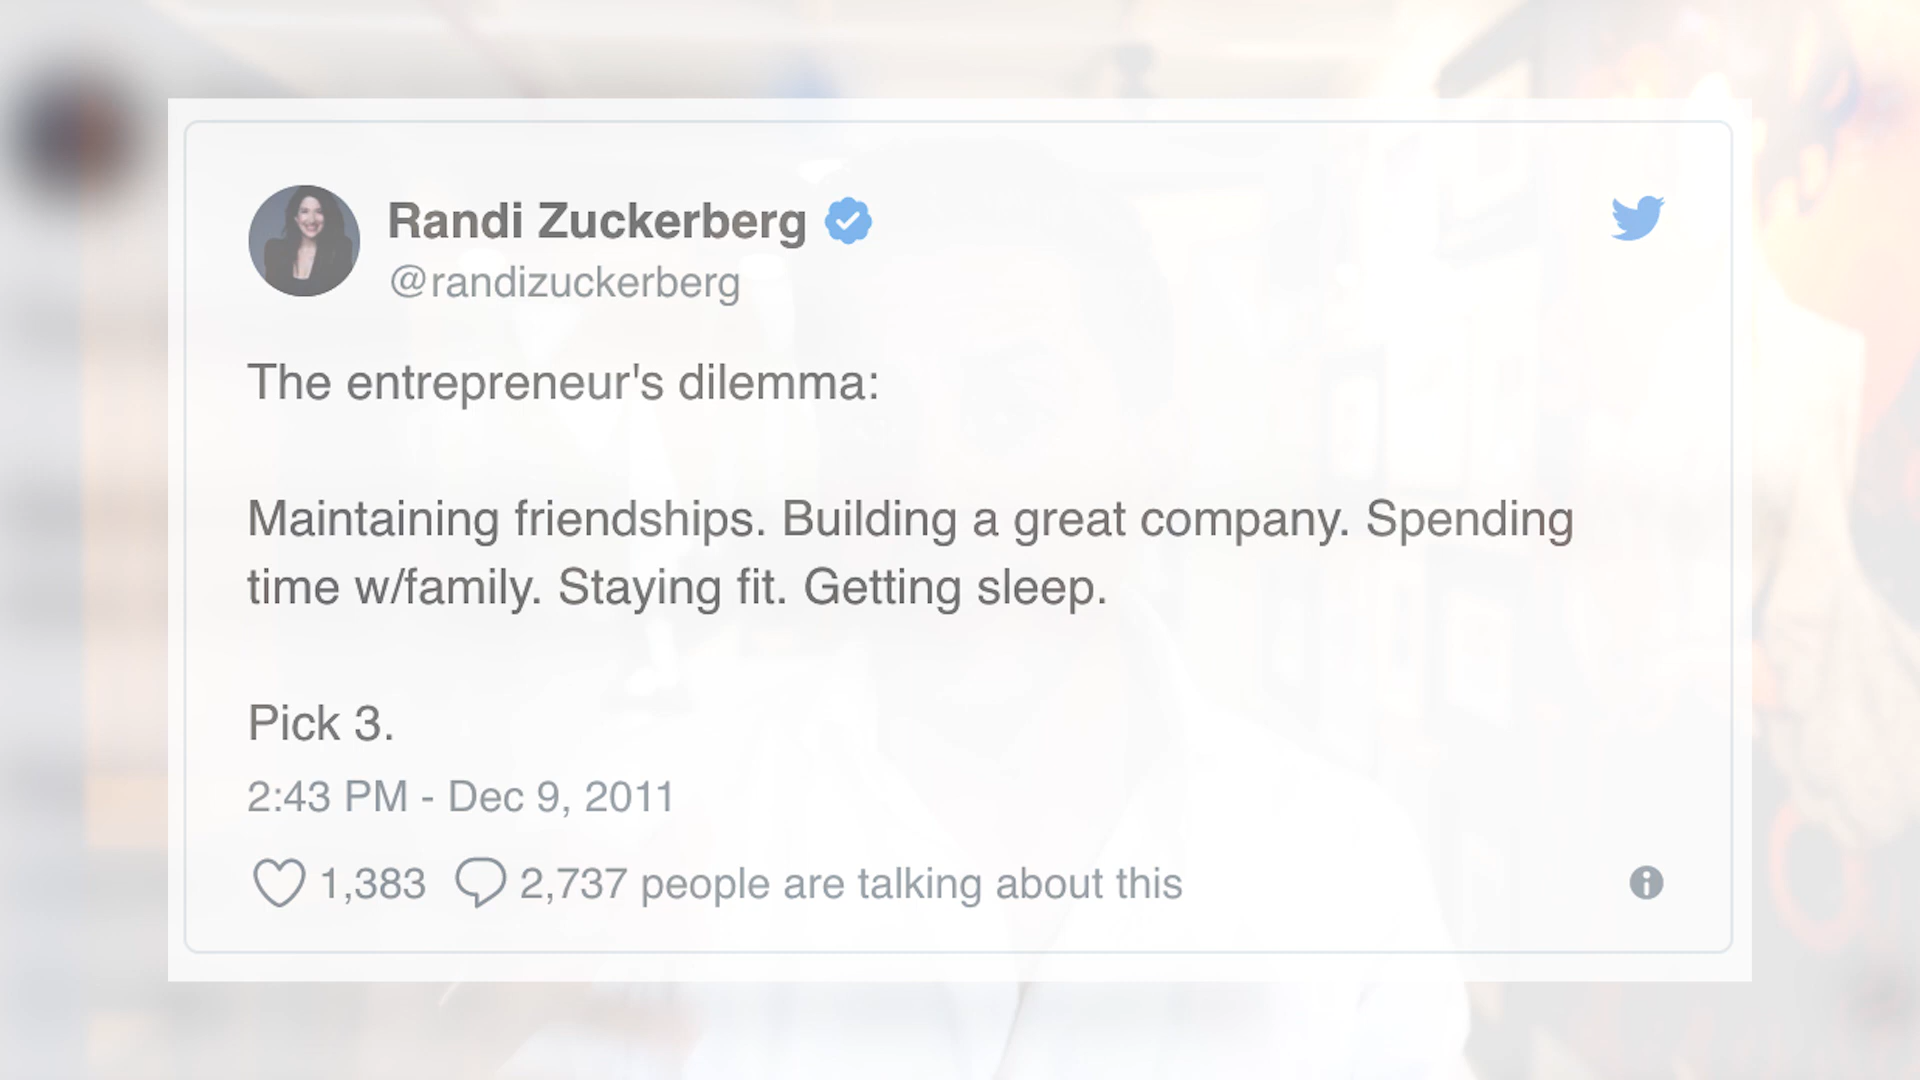 Randi Zuckerberg
@randizuckerberg
The entrepreneur's dilemma:
Maintaining friendships. Building a great company. Spending
time w/family. Staying fit. Getting sleep.
Pick 3.
2:43 PM - Dec 9, 2011
1,383 2,737 people are talking about this